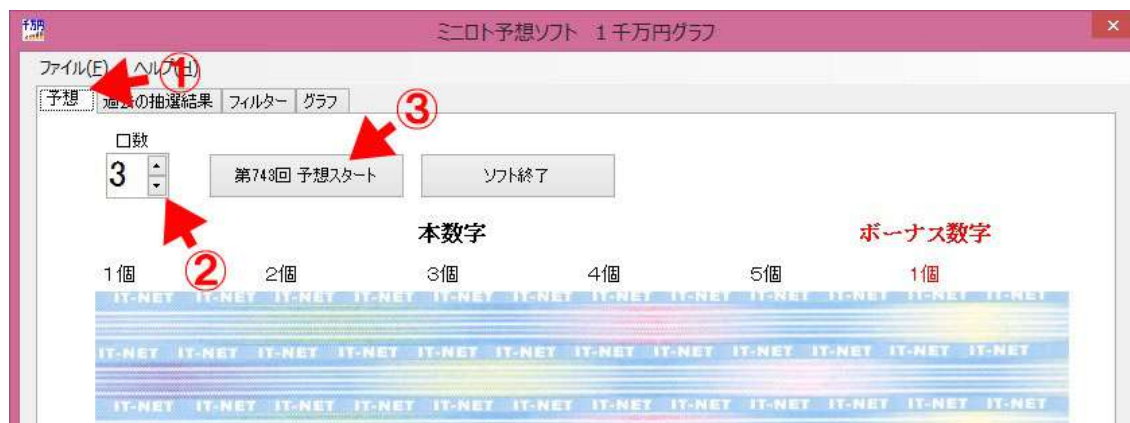 千万円
ミニロト予想ソフト 1千万円グラフ
×
ファイル(F) ヘルプ(H)
①
予想 過去の抽選結果 フィルター グラフ
③
口数
3
第743回 予想スタート
ソフト終了
②
本数字
ボーナス数字
1個 2個 3個 4個 5個 1個
IT-NET IT-NET IT-NET IT-NET IT-NET IT-NET IT-NET IT-NET IT-NET IT-NET IT-NET IT-NET
IT-NET IT-NET IT-NET IT-NET IT-NET IT-NET IT-NET IT-NET IT-NET IT-NET IT-NET IT-NET
IT-NET IT-NET IT-NET IT-NET IT-NET IT-NET IT-NET IT-NET IT-NET IT-NET IT-NET IT-NET